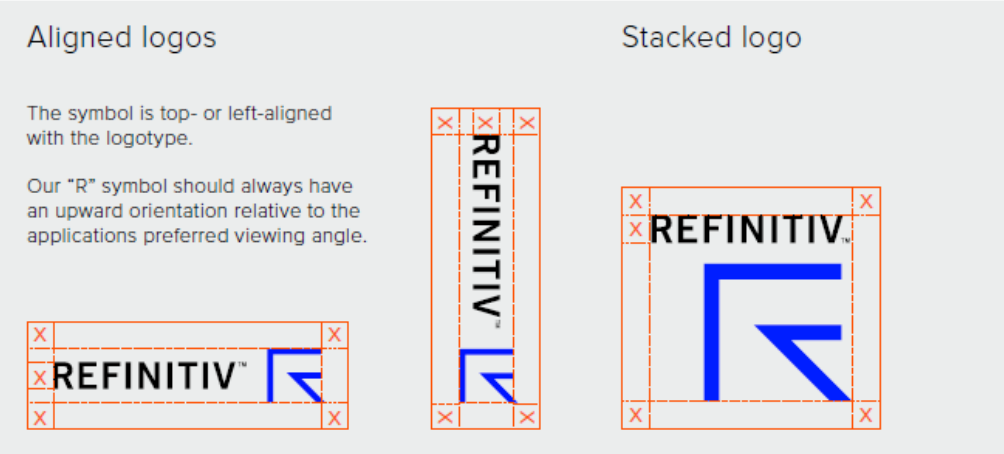 Aligned logos
The symbol is top- or left-aligned
with the logotype.
Our “R” symbol should always have
an upward orientation relative to the
applications preferred viewing angle.
X X
X REFINITIV™
X X
X X X
REFINITIV™
X X
Stacked logo
X X
X REFINITIV™
X X